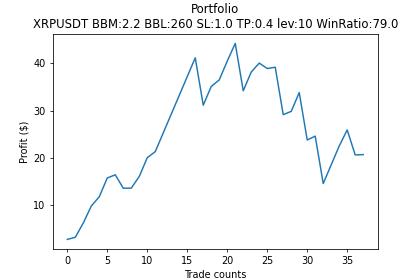 Portfolio
XRPUSDT BBM:2.2 BBL:260 SL:1.0 TP:0.4 lev:10 WinRatio:79.0
40
30
20
10
Profit ($)
0 5 10 15 20 25 30 35
Trade counts